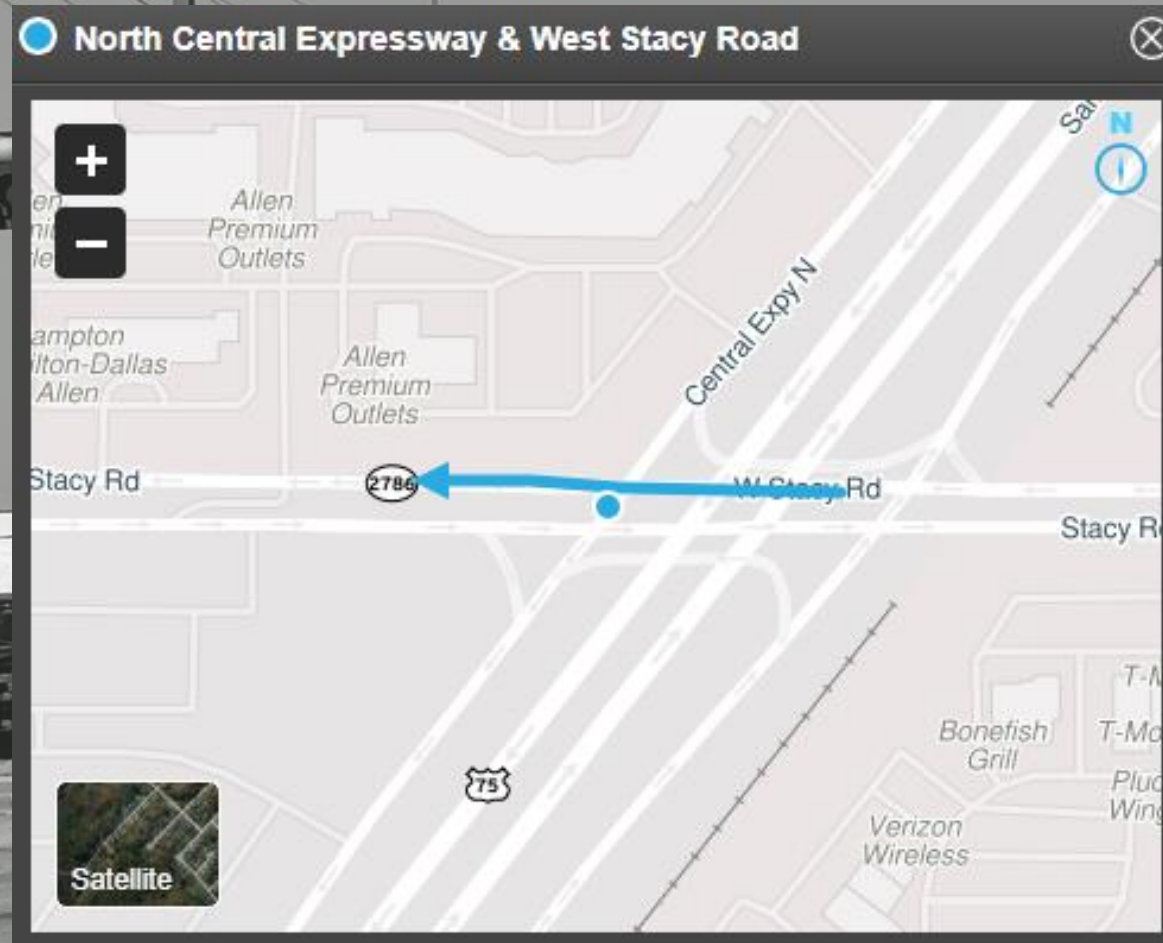 North Central Expressway & West Stacy Road
N
+
−
Allen
Premium
Outlets
Central Expy N
Allen
Premium
Outlets
Allen
Stacy Rd
2786
W Stacy Rd
Stacy
75
Bonefish
Grill
Verizon
Wireless
Satellite